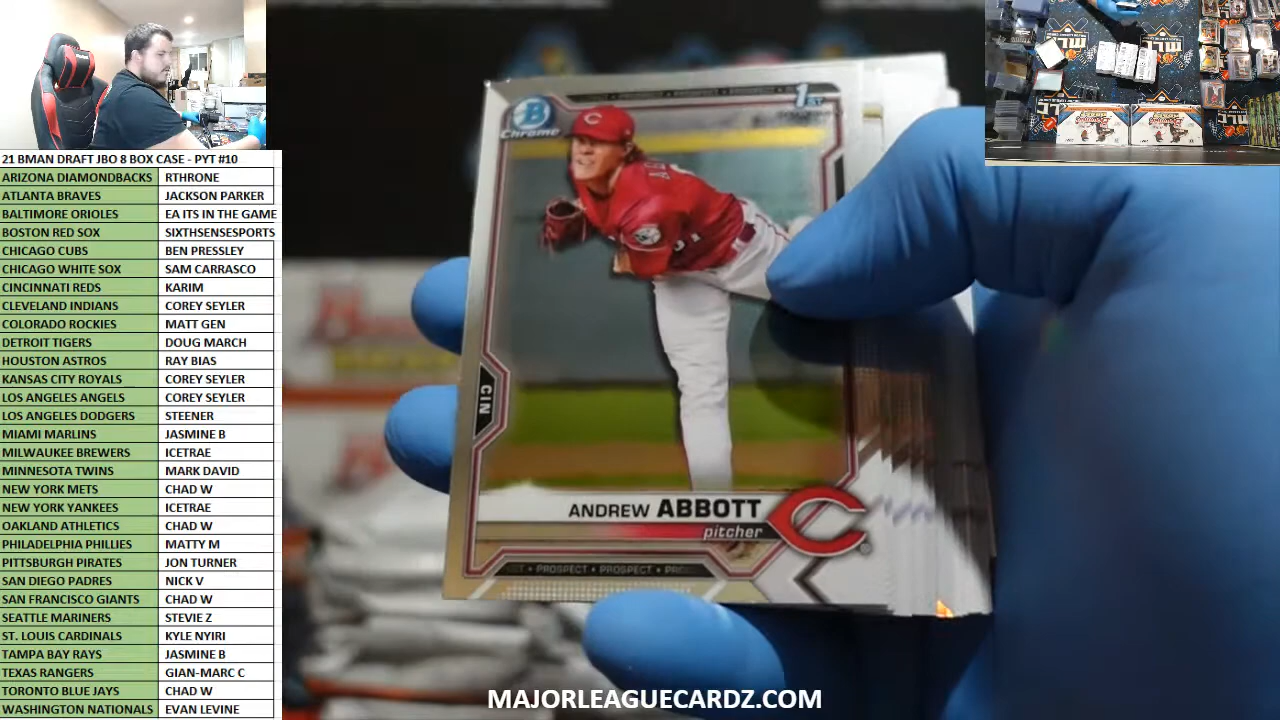 21 BMAN DRAFT JBO 8 BOX CASE - PYT #10
ARIZONA DIAMONDBACKS RTHRONE
ATLANTA BRAVES JACKSON PARKER
BALTIMORE ORIOLES EA ITS IN THE GAME
BOSTON RED SOX SIXTHSENSESPORTS
CHICAGO CUBS BEN PRESSLEY
CHICAGO WHITE SOX SAM CARRASCO
CINCINNATI REDS KARIM
CLEVELAND INDIANS COREY SEYLER
COLORADO ROCKIES MATT GEN
DETROIT TIGERS DOUG MARCH
HOUSTON ASTROS RAY BIAS
KANSAS CITY ROYALS COREY SEYLER
LOS ANGELES ANGELS COREY SEYLER
LOS ANGELES DODGERS STEENER
MIAMI MARLINS JASMINE B
MILWAUKEE BREWERS ICETRAE
MINNESOTA TWINS MARK DAVID
NEW YORK METS CHAD W
NEW YORK YANKEES ICETRAE
OAKLAND ATHLETICS CHAD W
PHILADELPHIA PHILLIES MATTY M
PITTSBURGH PIRATES JON TURNER
SAN DIEGO PADRES NICK V
SAN FRANCISCO GIANTS CHAD W
SEATTLE MARINERS STEVIE Z
ST. LOUIS CARDINALS KYLE NYIRI
TAMPA BAY RAYS JASMINE B
TEXAS RANGERS GIAN-MARC C
TORONTO BLUE JAYS CHAD W
WASHINGTON NATIONALS EVAN LEVINE
B
Chrome
1ST
CIN
ANDREW ABBOTT
pitcher
C
PROSPECT • PROSPECT
MAJORLEAGUECARDZ.COM